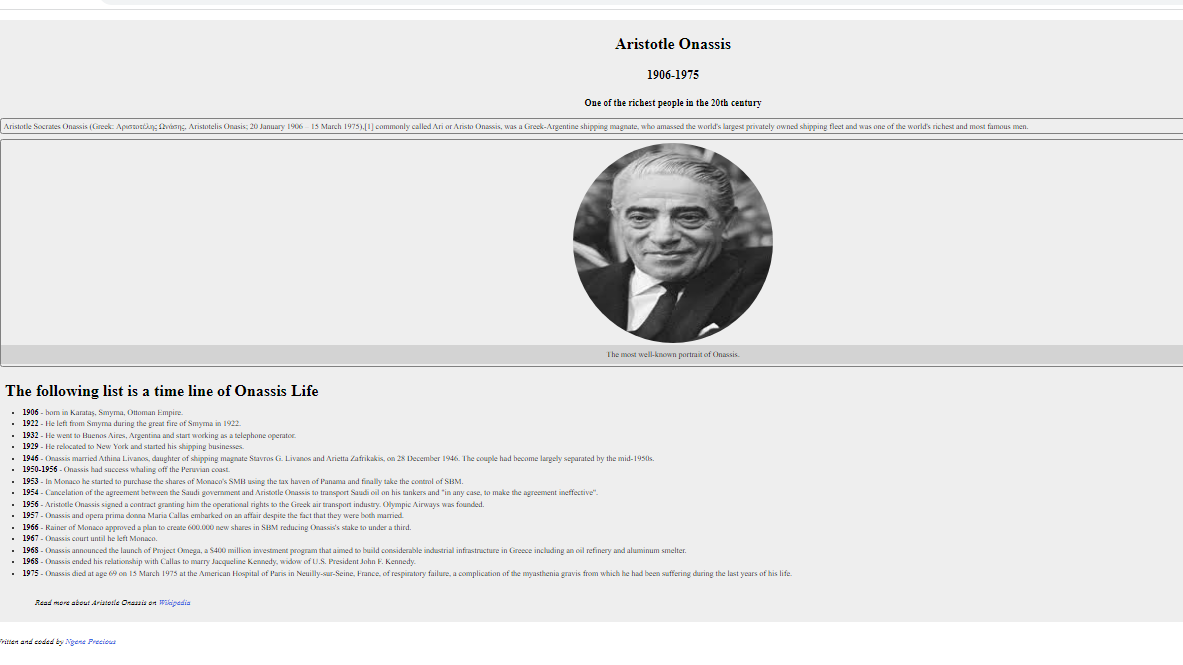 Aristotle Onassis
1906-1975
One of the richest people in the 20th century
Aristotle Socrates Onassis (Greek: Αριστοτέλης Ωνάσης, Aristotelis Onasis; 20 January 1906 – 15 March 1975),[1] commonly called Ari or Aristo Onassis, was a Greek-Argentine shipping magnate, who amassed the world's largest privately owned shipping fleet and was one of the world's richest and most famous men.
The most well-known portrait of Onassis.
The following list is a time line of Onassis Life
1906 - born in Karataş, Smyrna, Ottoman Empire.
1922 - He left from Smyrna during the great fire of Smyrna in 1922.
1932 - He went to Buenos Aires, Argentina and start working as a telephone operator.
1929 - He relocated to New York and started his shipping businesses.
1946 - Onassis married Athina Livanos, daughter of shipping magnate Stavros G. Livanos and Arietta Zafrikakis, on 28 December 1946. The couple had become largely separated by the mid-1950s.
1950-1956 - Onassis had success whaling off the Peruvian coast.
1953 - In Monaco he started to purchase the shares of Monaco's SMB using the tax haven of Panama and finally take the control of SBM.
1954 - Cancelation of the agreement between the Saudi government and Aristotle Onassis to transport Saudi oil on his tankers and "in any case, to make the agreement ineffective".
1956 - Aristotle Onassis signed a contract granting him the operational rights to the Greek air transport industry. Olympic Airways was founded.
1957 - Onassis and opera prima donna Maria Callas embarked on an affair despite the fact that they were both married.
1966 - Rainer of Monaco approved a plan to create 600.000 new shares in SBM reducing Onassis's stake to under a third.
1967 - Onassis court until he left Monaco.
1968 - Onassis announced the launch of Project Omega, a $400 million investment program that aimed to build considerable industrial infrastructure in Greece including an oil refinery and aluminum smelter.
1968 - Onassis ended his relationship with Callas to marry Jacqueline Kennedy, widow of U.S. President John F. Kennedy.
1975 - Onassis died at age 69 on 15 March 1975 at the American Hospital of Paris in Neuilly-sur-Seine, France, of respiratory failure, a complication of the myasthenia gravis from which he had been suffering during the last years of his life.
Read more about Aristotle Onassis on Wikipedia
ritten and coded by Ngene Precious